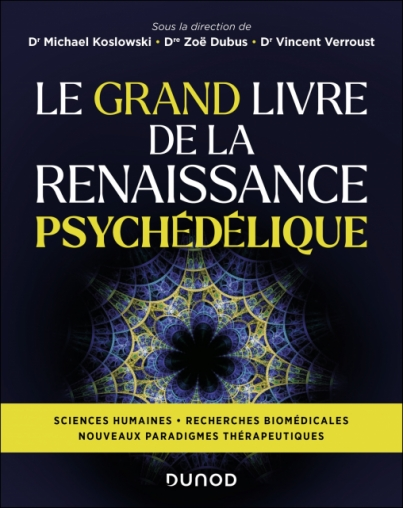 Sous la direction de
Dr Michael Koslowski • Dre Zoë Dubus • Dr Vincent Verroust
LE GRAND LIVRE
DE LA
RENAISSANCE
PSYCHÉDÉLIQUE
SCIENCES HUMAINES • RECHERCHES BIOMÉDICALES
NOUVEAUX PARADIGMES THÉRAPEUTIQUES
DUNOD